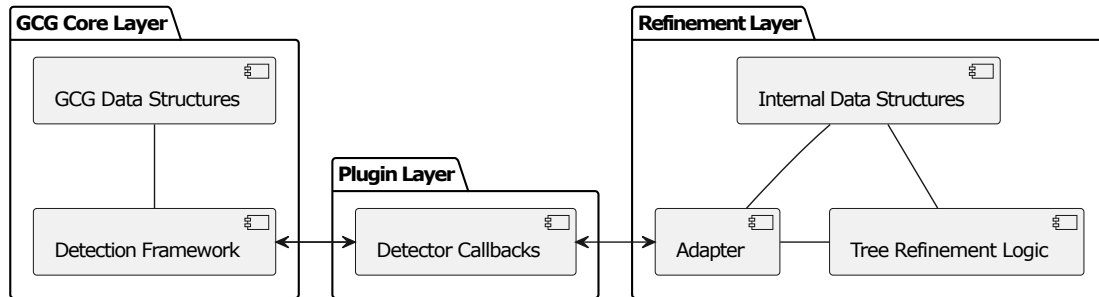 GCG Core Layer
GCG Data Structures
Detection Framework
Plugin Layer
Detector Callbacks
Refinement Layer
Internal Data Structures
Adapter
Tree Refinement Logic